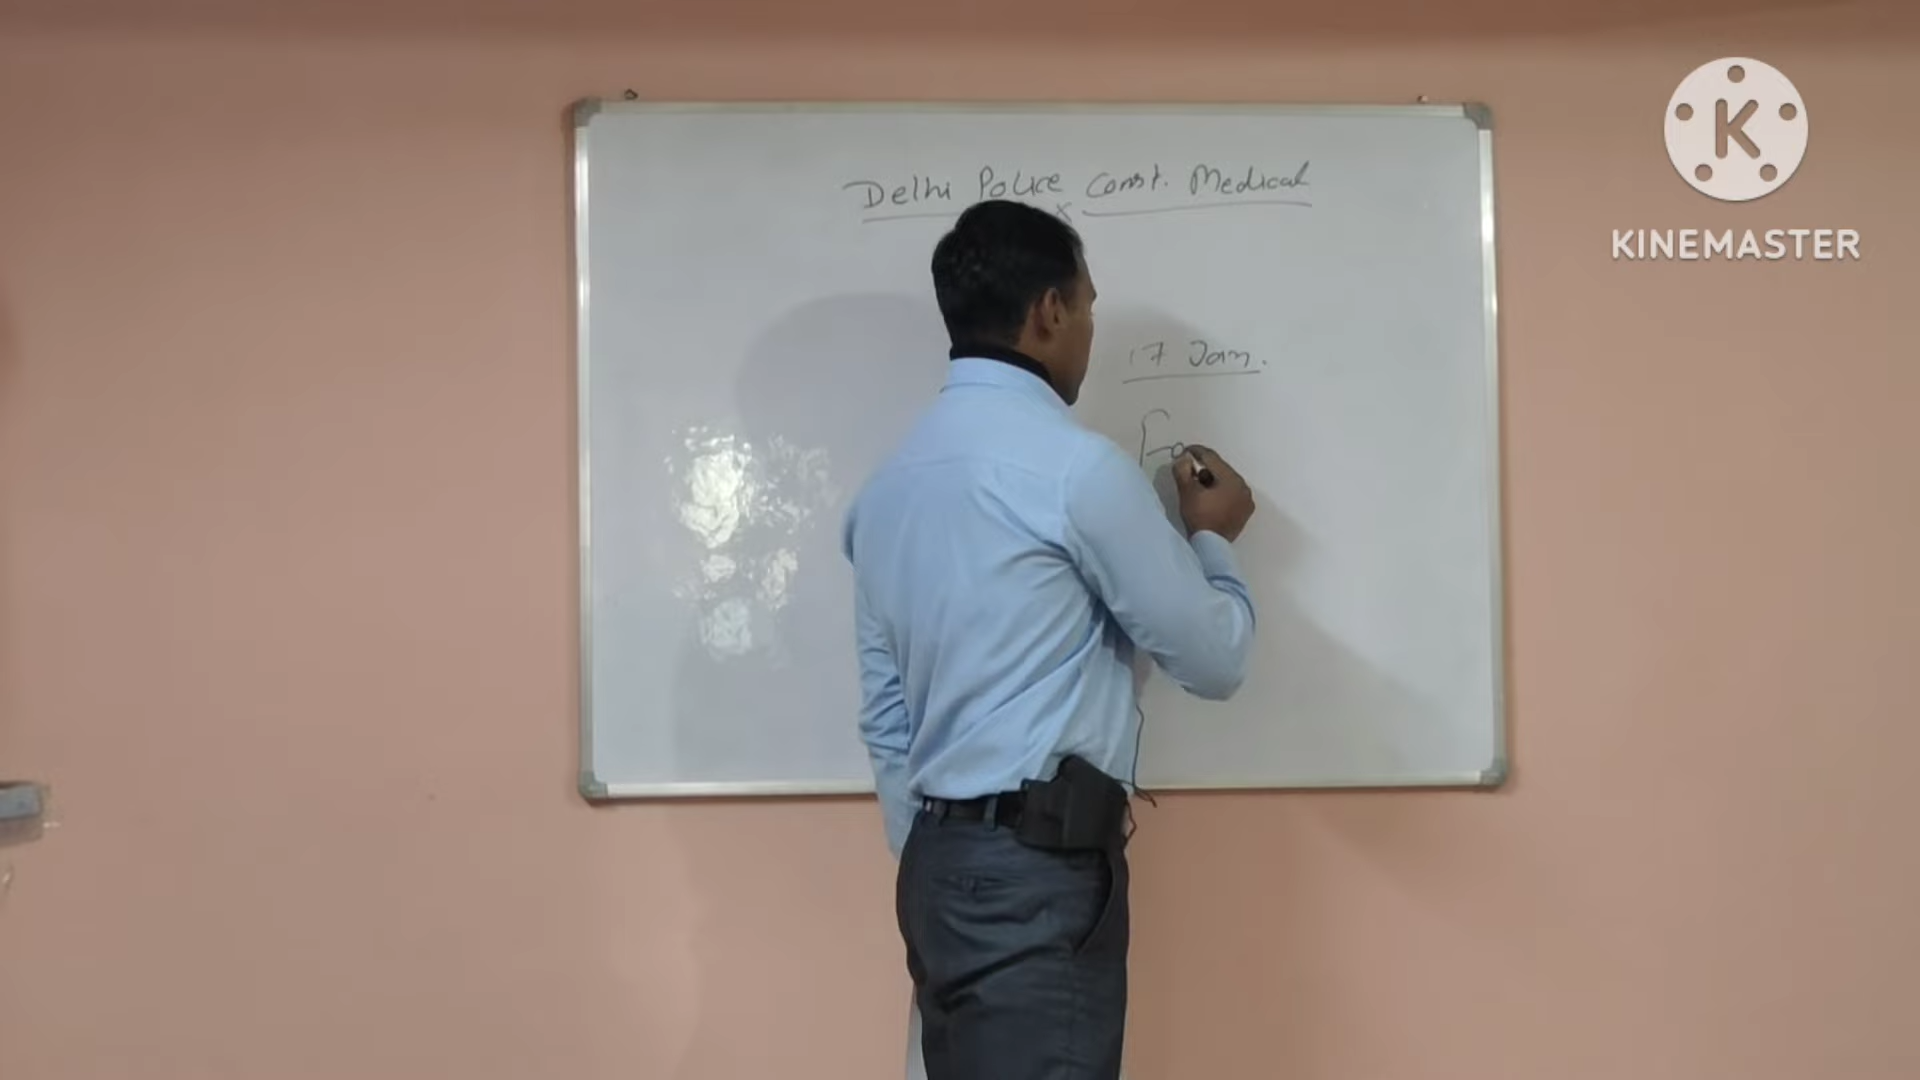 Delhi Police Const. Medical
x
17 Jan.
K
KINEMASTER